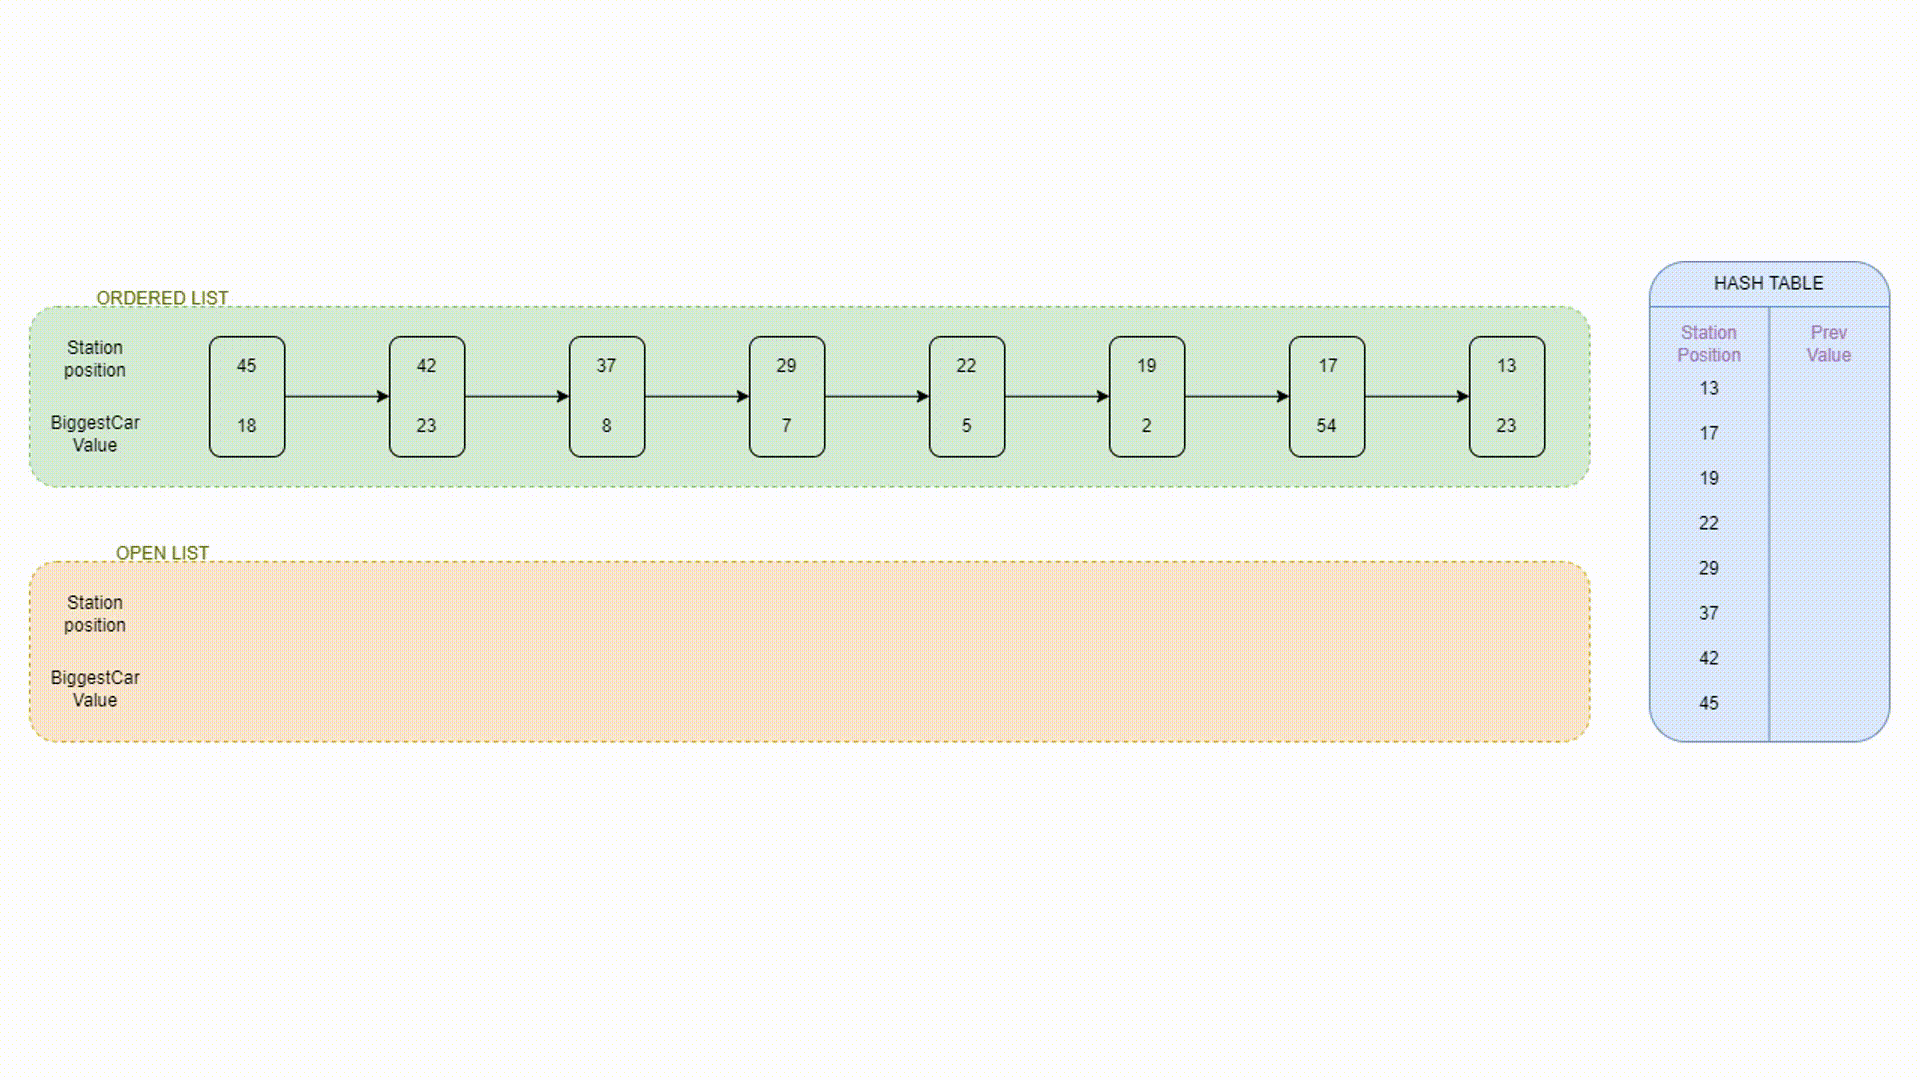 ORDERED LIST
Station
position
45 42 37 29 22 19 17 13
BiggestCar
Value
18 23 8 7 5 2 54 23
OPEN LIST
Station
position
BiggestCar
Value
HASH TABLE
Station
Position
Prev
Value
13
17
19
22
29
37
42
45